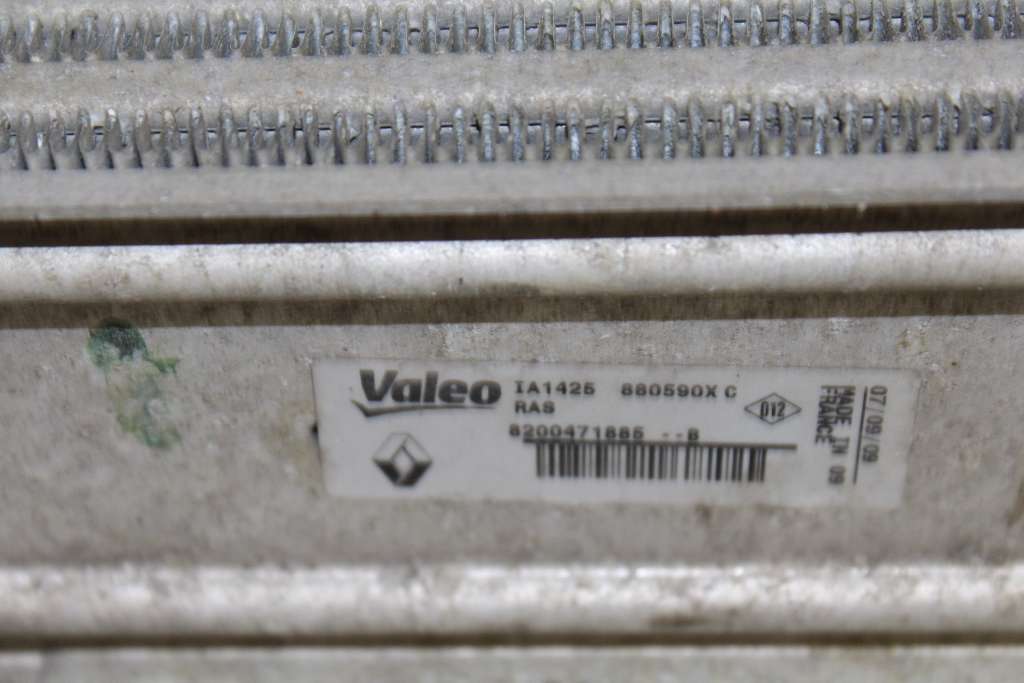 Valeo IA1425 880590X C
RAS
8200471885 --B
D12
07/09/09
MADE IN 09
FRANCE